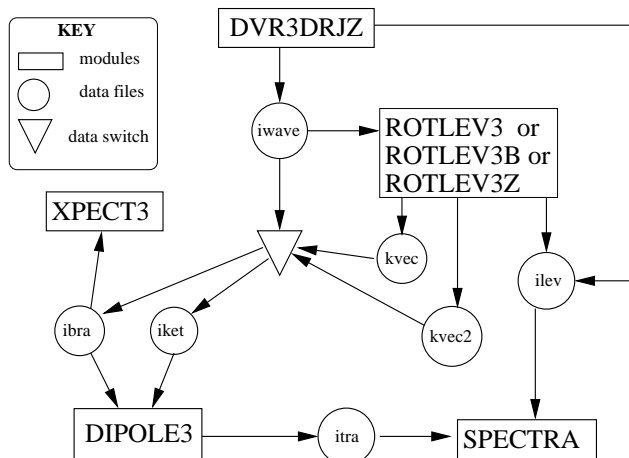 KEY
modules
data files
data switch
DVR3DRJZ
iwave
ROTLEV3 or
ROTLEV3B or
ROTLEV3Z
XPECT3
kvec
ilev
ibra
iket
kvec2
DIPOLE3
itra
SPECTRA